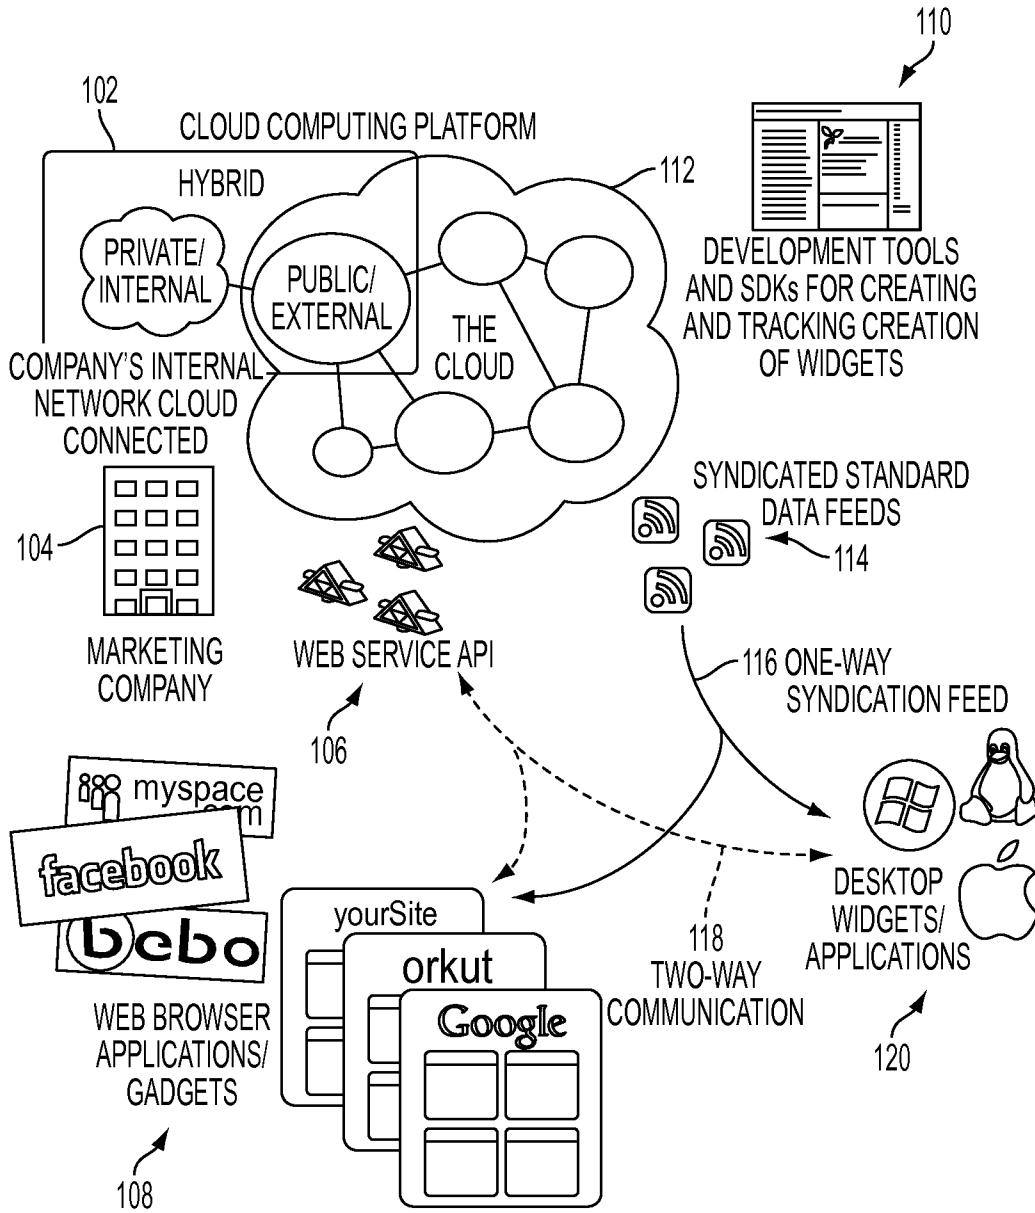 110
102
CLOUD COMPUTING PLATFORM
HYBRID
112
PRIVATE/
INTERNAL
PUBLIC/
EXTERNAL
THE
CLOUD
DEVELOPMENT TOOLS
AND SDKs FOR CREATING
AND TRACKING CREATION
OF WIDGETS
COMPANY'S INTERNAL
NETWORK CLOUD
CONNECTED
SYNDICATED STANDARD
DATA FEEDS
104
114
MARKETING
COMPANY
WEB SERVICE API
106
116 ONE-WAY
SYNDICATION FEED
myspace
.com
facebook
bebo
WEB BROWSER
APPLICATIONS/
GADGETS
108
yourSite
orkut
Google
118
TWO-WAY
COMMUNICATION
DESKTOP
WIDGETS/
APPLICATIONS
120